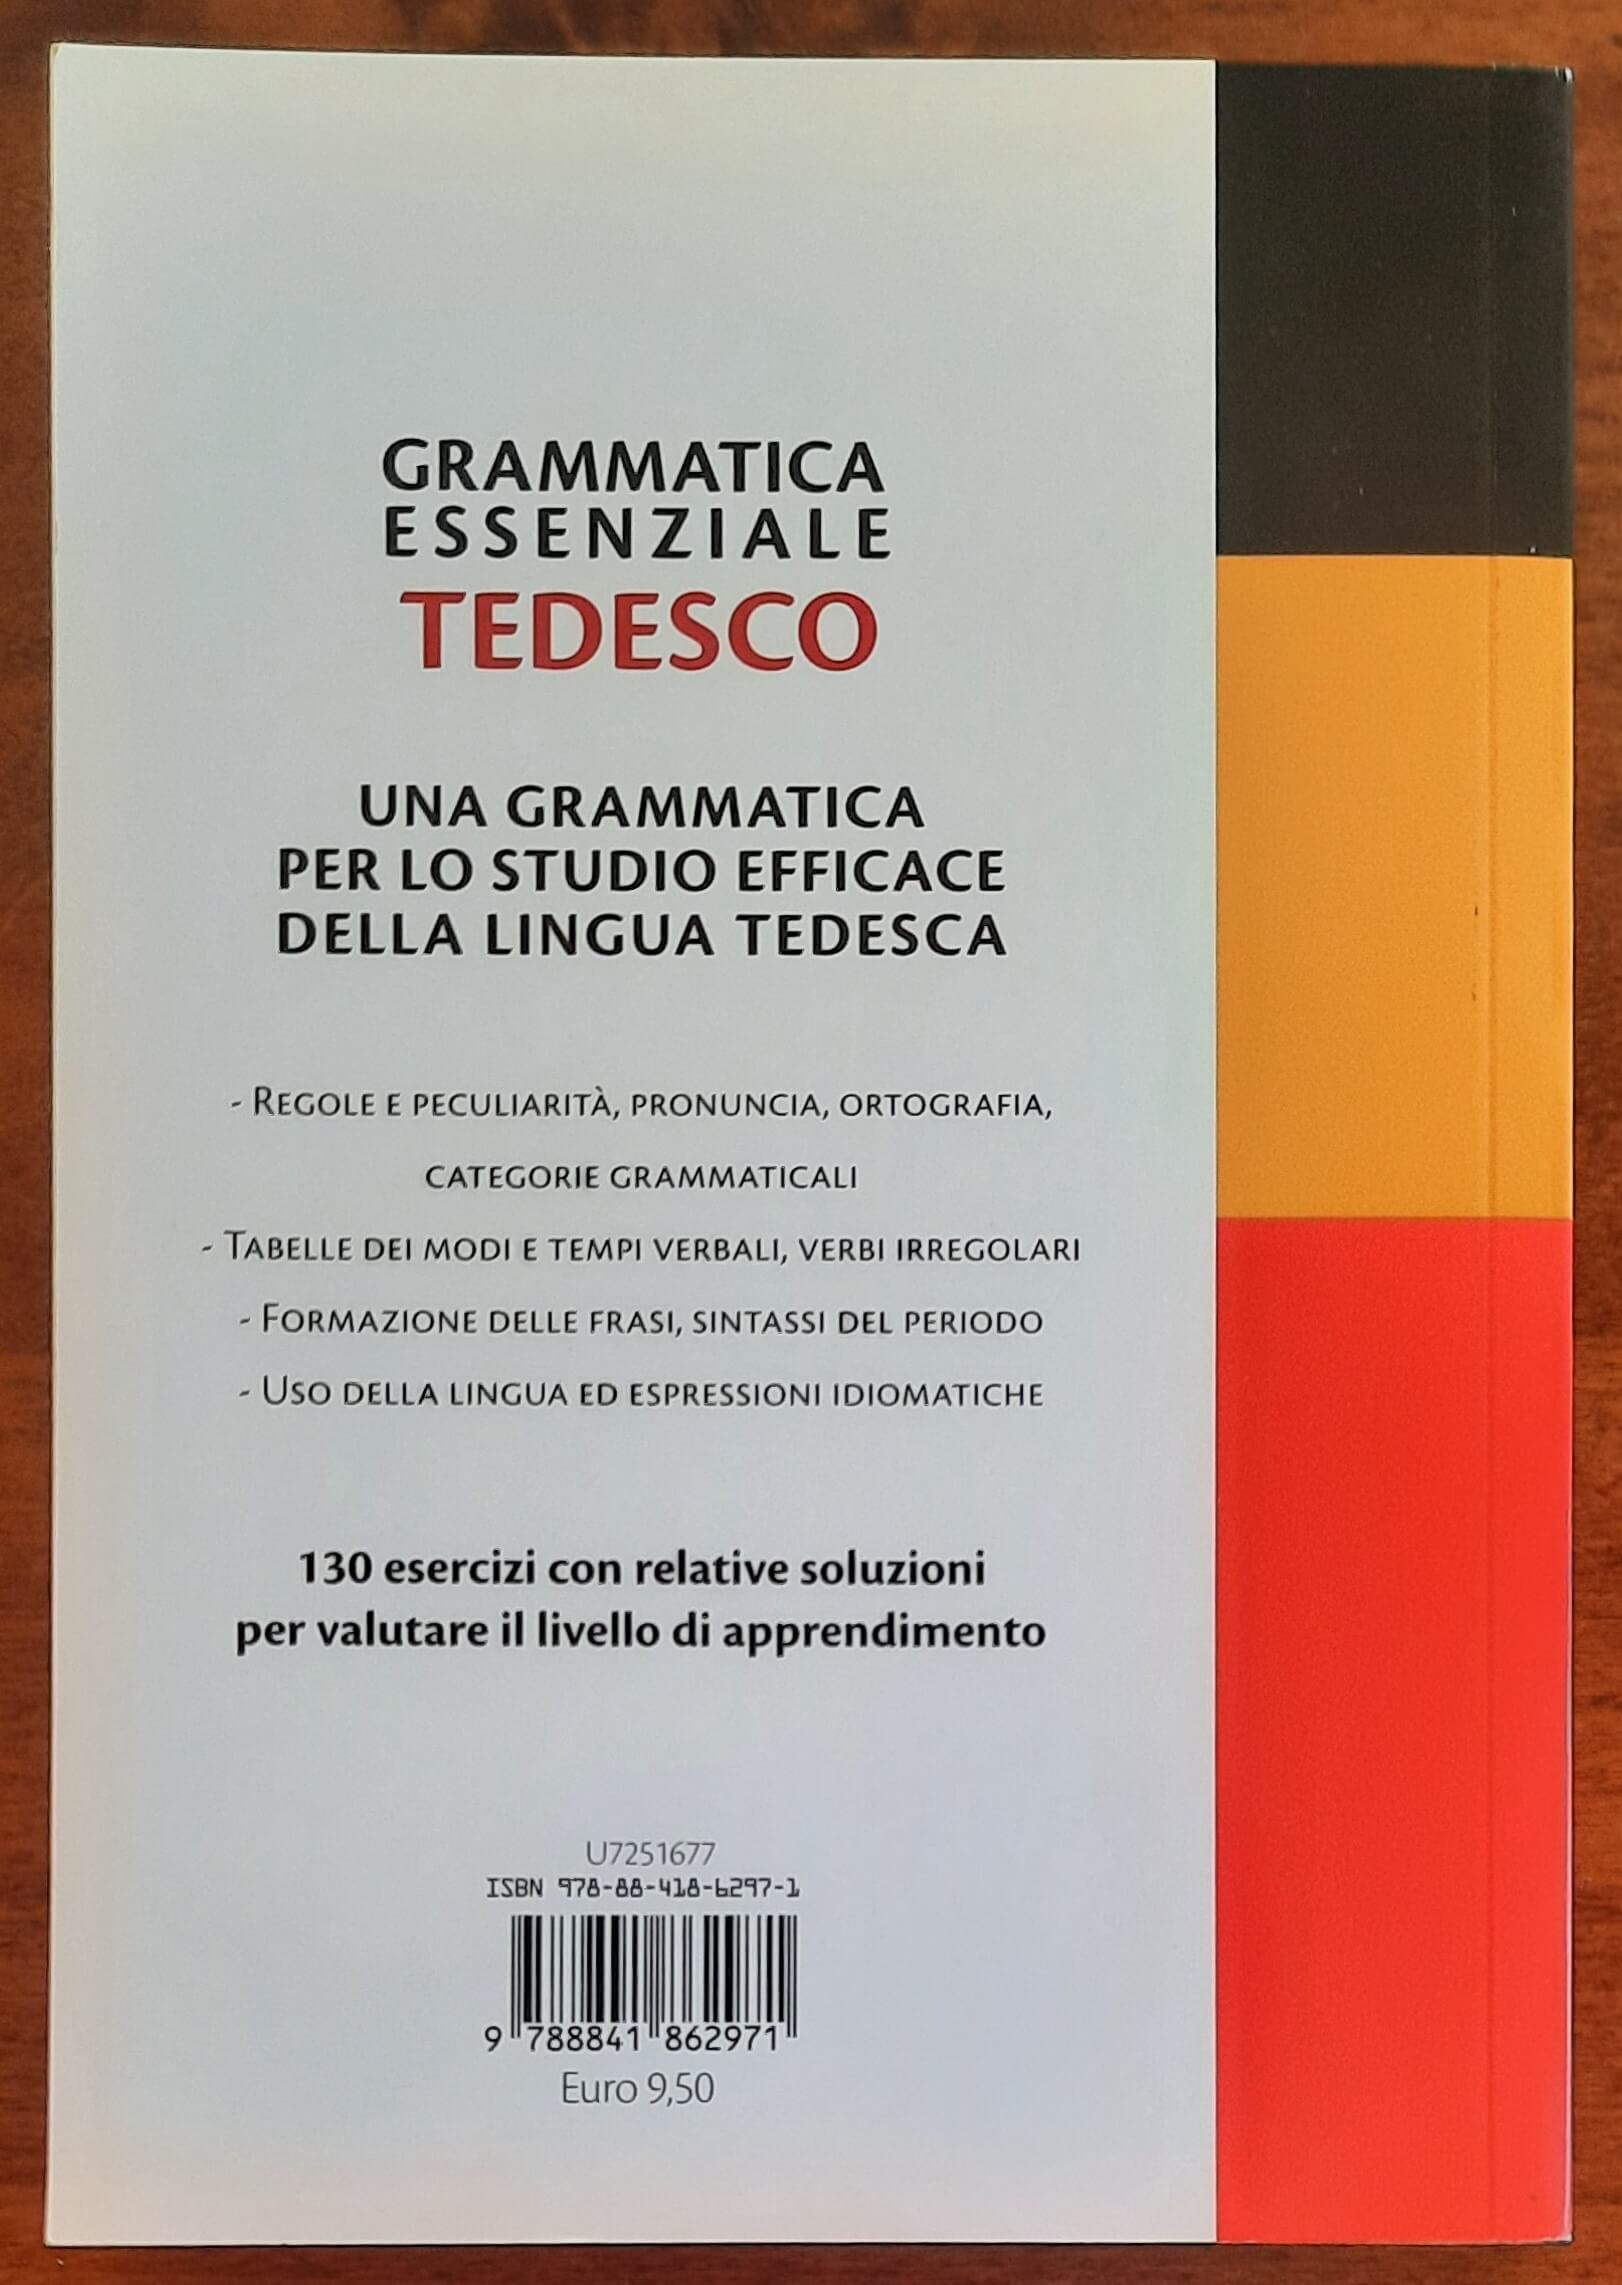 GRAMMATICA
ESSENZIALE
TEDESCO
UNA GRAMMATICA
PER LO STUDIO EFFICACE
DELLA LINGUA TEDESCA
- REGOLE E PECULIARITÀ, PRONUNCIA, ORTOGRAFIA,
CATEGORIE GRAMMATICALI
- TABELLE DEI MODI E TEMPI VERBALI, VERBI IRREGOLARI
- FORMAZIONE DELLE FRASI, SINTASSI DEL PERIODO
- USO DELLA LINGUA ED ESPRESSIONI IDIOMATICHE
130 esercizi con relative soluzioni
per valutare il livello di apprendimento
U7251677
ISBN 978-88-418-6297-1
9 788841 862971
Euro 9,50